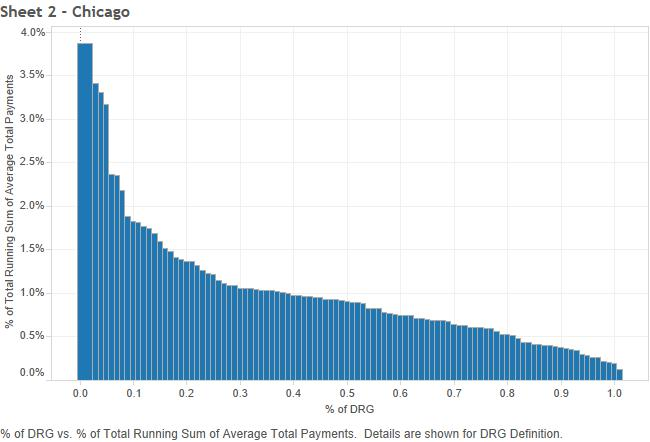 Sheet 2 - Chicago
% of Total Running Sum of Average Total Payments
4.0%
3.5%
3.0%
2.5%
2.0%
1.5%
1.0%
0.5%
0.0%
0.0 0.1 0.2 0.3 0.4 0.5 0.6 0.7 0.8 0.9 1.0
% of DRG
% of DRG vs. % of Total Running Sum of Average Total Payments.  Details are shown for DRG Definition.